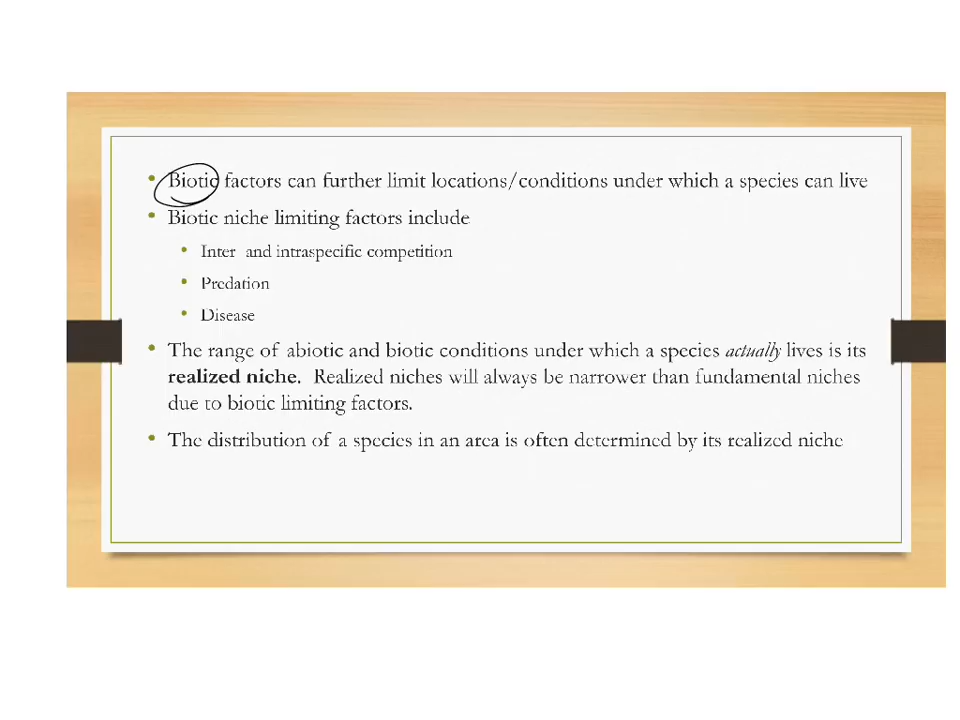 • Biotic factors can further limit locations/conditions under which a species can live
• Biotic niche limiting factors include
• Inter and intraspecific competition
• Predation
• Disease
• The range of abiotic and biotic conditions under which a species actually lives is its
realized niche. Realized niches will always be narrower than fundamental niches
due to biotic limiting factors.
• The distribution of a species in an area is often determined by its realized niche